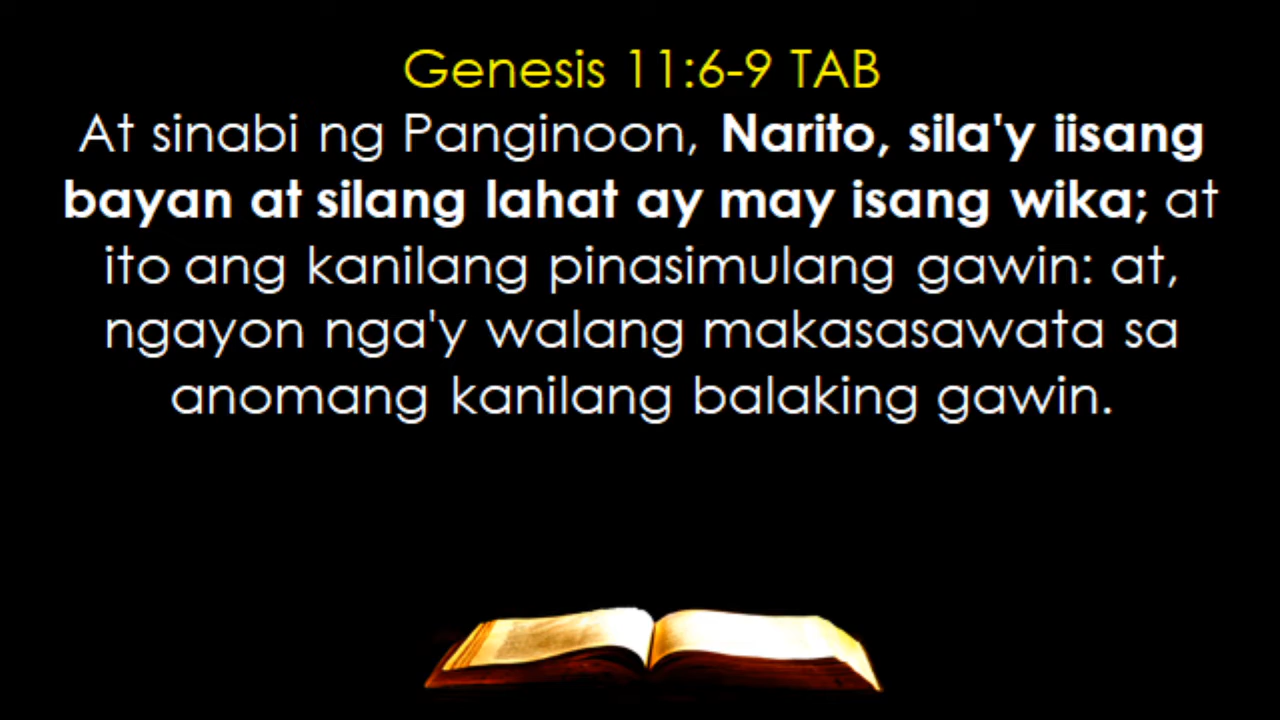 Genesis 11:6-9 TAB
At sinabi ng Panginoon, Narito, sila'y iisang
bayan at silang lahat ay may isang wika; at
ito ang kanilang pinasimulang gawin: at,
ngayon nga'y walang makasasawata sa
anomang kanilang balaking gawin.